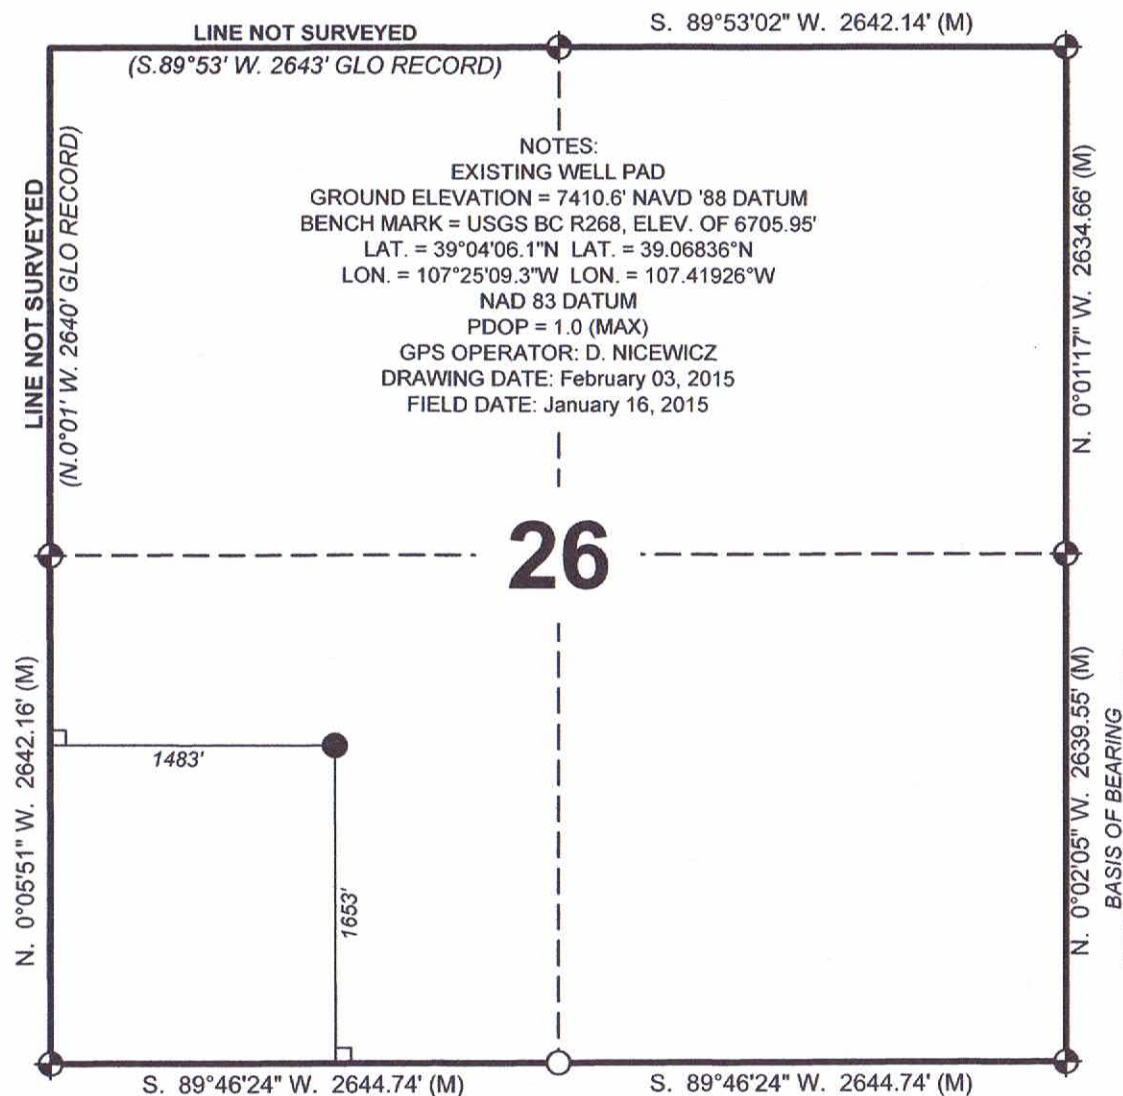 LINE NOT SURVEYED
(S.89°53' W. 2643' GLO RECORD)
S. 89°53'02" W. 2642.14' (M)
LINE NOT SURVEYED
(N.0°01' W. 2640' GLO RECORD)
NOTES:
EXISTING WELL PAD
GROUND ELEVATION = 7410.6' NAVD '88 DATUM
BENCH MARK = USGS BC R268, ELEV. OF 6705.95'
LAT. = 39°04'06.1"N LAT. = 39.06836°N
LON. = 107°25'09.3"W LON. = 107.41926°W
NAD 83 DATUM
PDOP = 1.0 (MAX)
GPS OPERATOR: D. NICEWICZ
DRAWING DATE: February 03, 2015
FIELD DATE: January 16, 2015
N. 0°01'17" W. 2634.66' (M)
26
N. 0°05'51" W. 2642.16' (M)
1483'
1653'
N. 0°02'05" W. 2639.55' (M)
BASIS OF BEARING
S. 89°46'24" W. 2644.74' (M)
S. 89°46'24" W. 2644.74' (M)